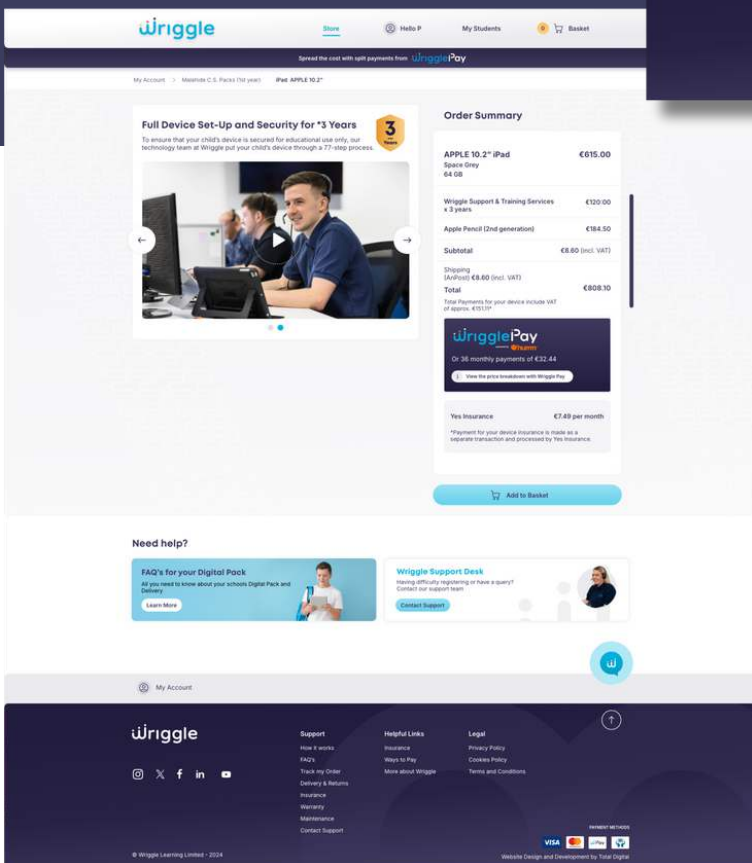 wriggle
Store
Hello P
My Students
0
Basket
Spread the cost with split payments from wrigglePay
My Account > Malahide C.S. Packs (1st year) iPad APPLE 10.2"
Full Device Set-Up and Security for *3 Years
To ensure that your child's device is secured for educational use only, our
technology team at Wriggle put your child's device through a 77-step process.
3
Years
Order Summary
APPLE 10.2" iPad €615.00
Space Grey
64 GB
Wriggle Support & Training Services €120:00
x 3 years
Apple Pencil (2nd generation) €184.50
Subtotal €8.60 (incl. VAT)
Shipping
(AnPost) €8.60 (incl. VAT)
Total €808.10
Total Payments for your device include VAT
of approx. €151.11*
wrigglePay
humm
Or 36 monthly payments of €32.44
i View the price breakdown with Wriggle Pay
Yes Insurance €7.49 per month
*Payment for your device insurance is made as a
separate transaction and processed by Yes Insurance.
Add to Basket
Need help?
FAQ's for your Digital Pack
All you need to know about your schools Digital Pack and
Delivery
Learn More
Wriggle Support Desk
Having difficulty registering or have a query?
Contact our support team
Contact Support
w
My Account
wriggle
Support
How it works
FAQ's
Track my Order
Delivery & Returns
Insurance
Warranty
Maintenance
Contact Support
Helpful Links
Insurance
Ways to Pay
More about Wriggle
Legal
Privacy Policy
Cookies Policy
Terms and Conditions
PAYMENT METHODS
VISA
© Wriggle Learning Limited - 2024
Website Design and Development by Total Digital